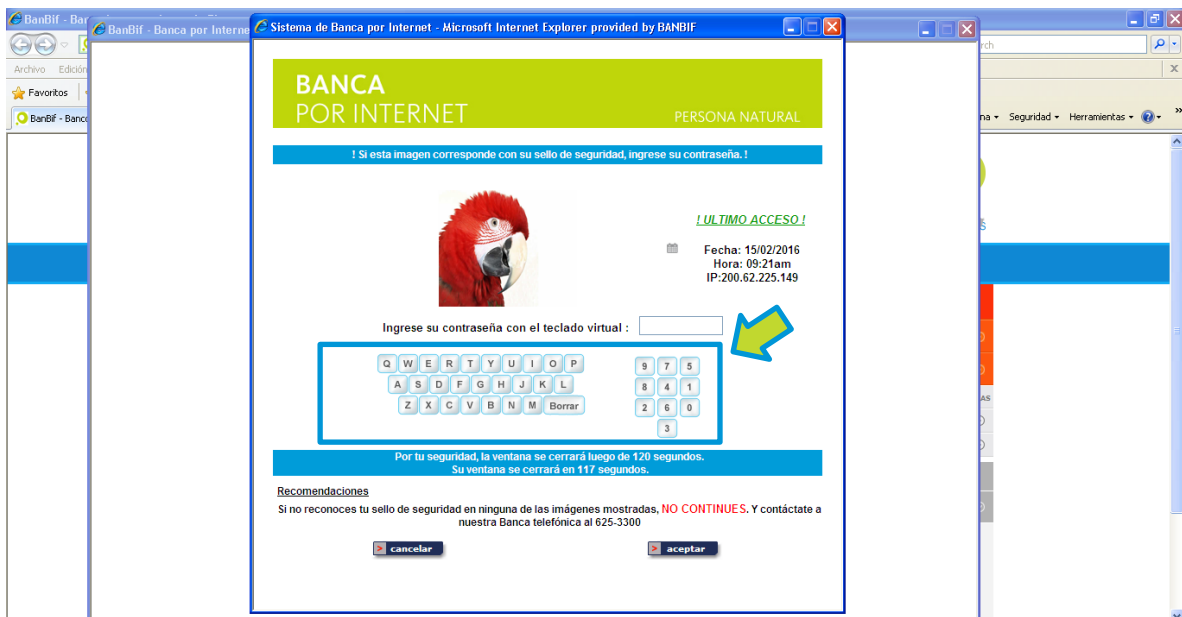 BanBif - Ban
BanBif - Banca por Interne
Sistema de Banca por Internet - Microsoft Internet Explorer provided by BANBIF
rch
Archivo Edición
Favoritos
BanBif - Banco
na Seguridad Herramientas
BANCA
POR INTERNET
PERSONA NATURAL
! Si esta imagen corresponde con su sello de seguridad, ingrese su contraseña. !
! ULTIMO ACCESO !
Fecha: 15/02/2016
Hora: 09:21am
IP:200.62.225.149
Ingrese su contraseña con el teclado virtual :
Q W E R T Y U I O P
A S D F G H J K L
Z X C V B N M Borrar
9 7 5
8 4 1
2 6 0
3
AS
Por tu seguridad, la ventana se cerrará luego de 120 segundos.
Su ventana se cerrará en 117 segundos.
Recomendaciones
Si no reconoces tu sello de seguridad en ninguna de las imágenes mostradas, NO CONTINUES. Y contáctate a
nuestra Banca telefónica al 625-3300
cancelar
aceptar